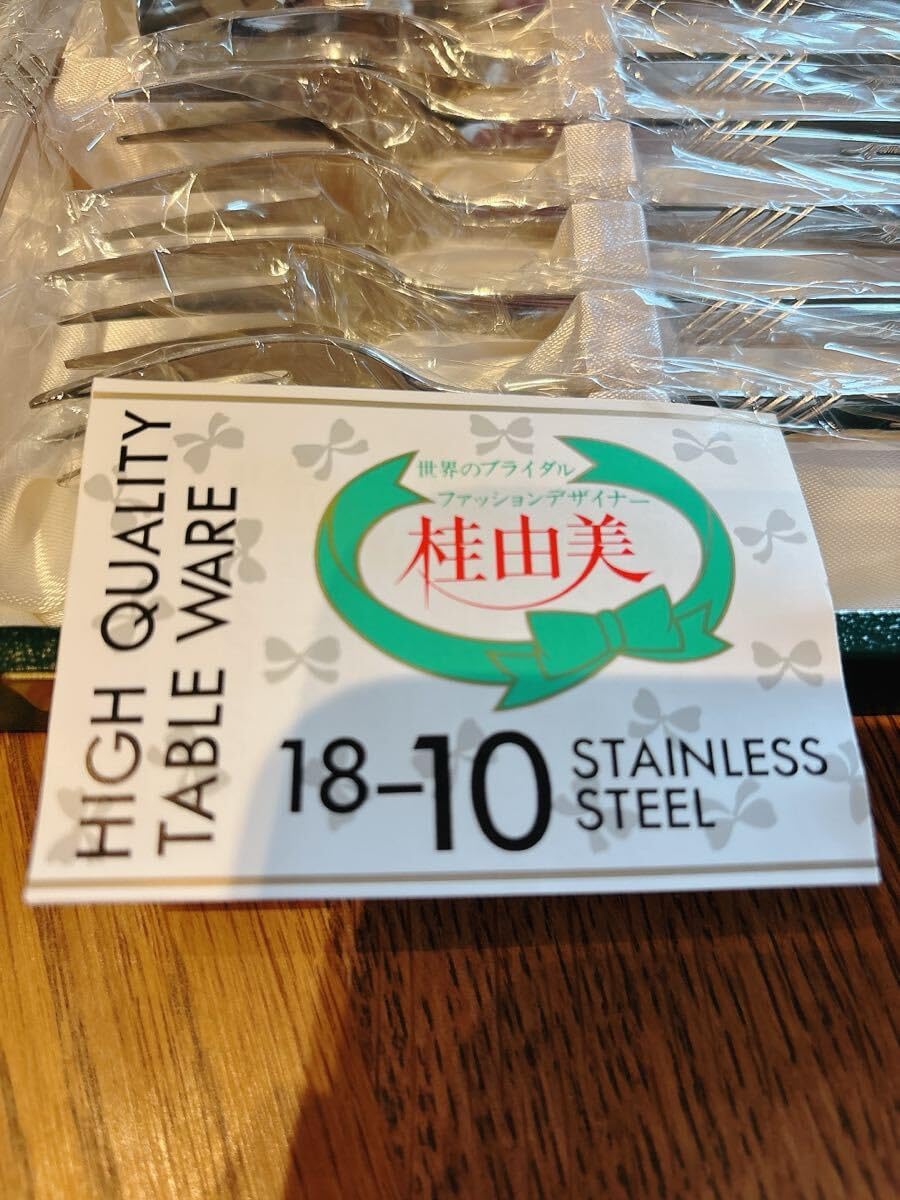 HIGH QUALITY
TABLE WARE
世界のブライダル
ファッションデザイナー
桂由美
18-10 STAINLESS
STEEL